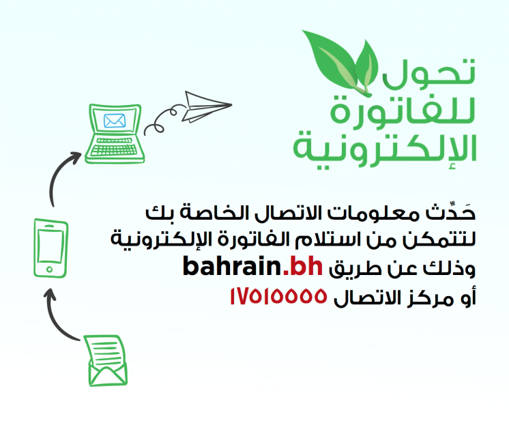 تحول
للفاتورة
الإلكترونية
حَدِّث معلومات الاتصال الخاصة بك
لتتمكن من استلام الفاتورة الإلكترونية
وذلك عن طريق bahrain.bh
أو مركز الاتصال ١٧٥١٥٥٥٥